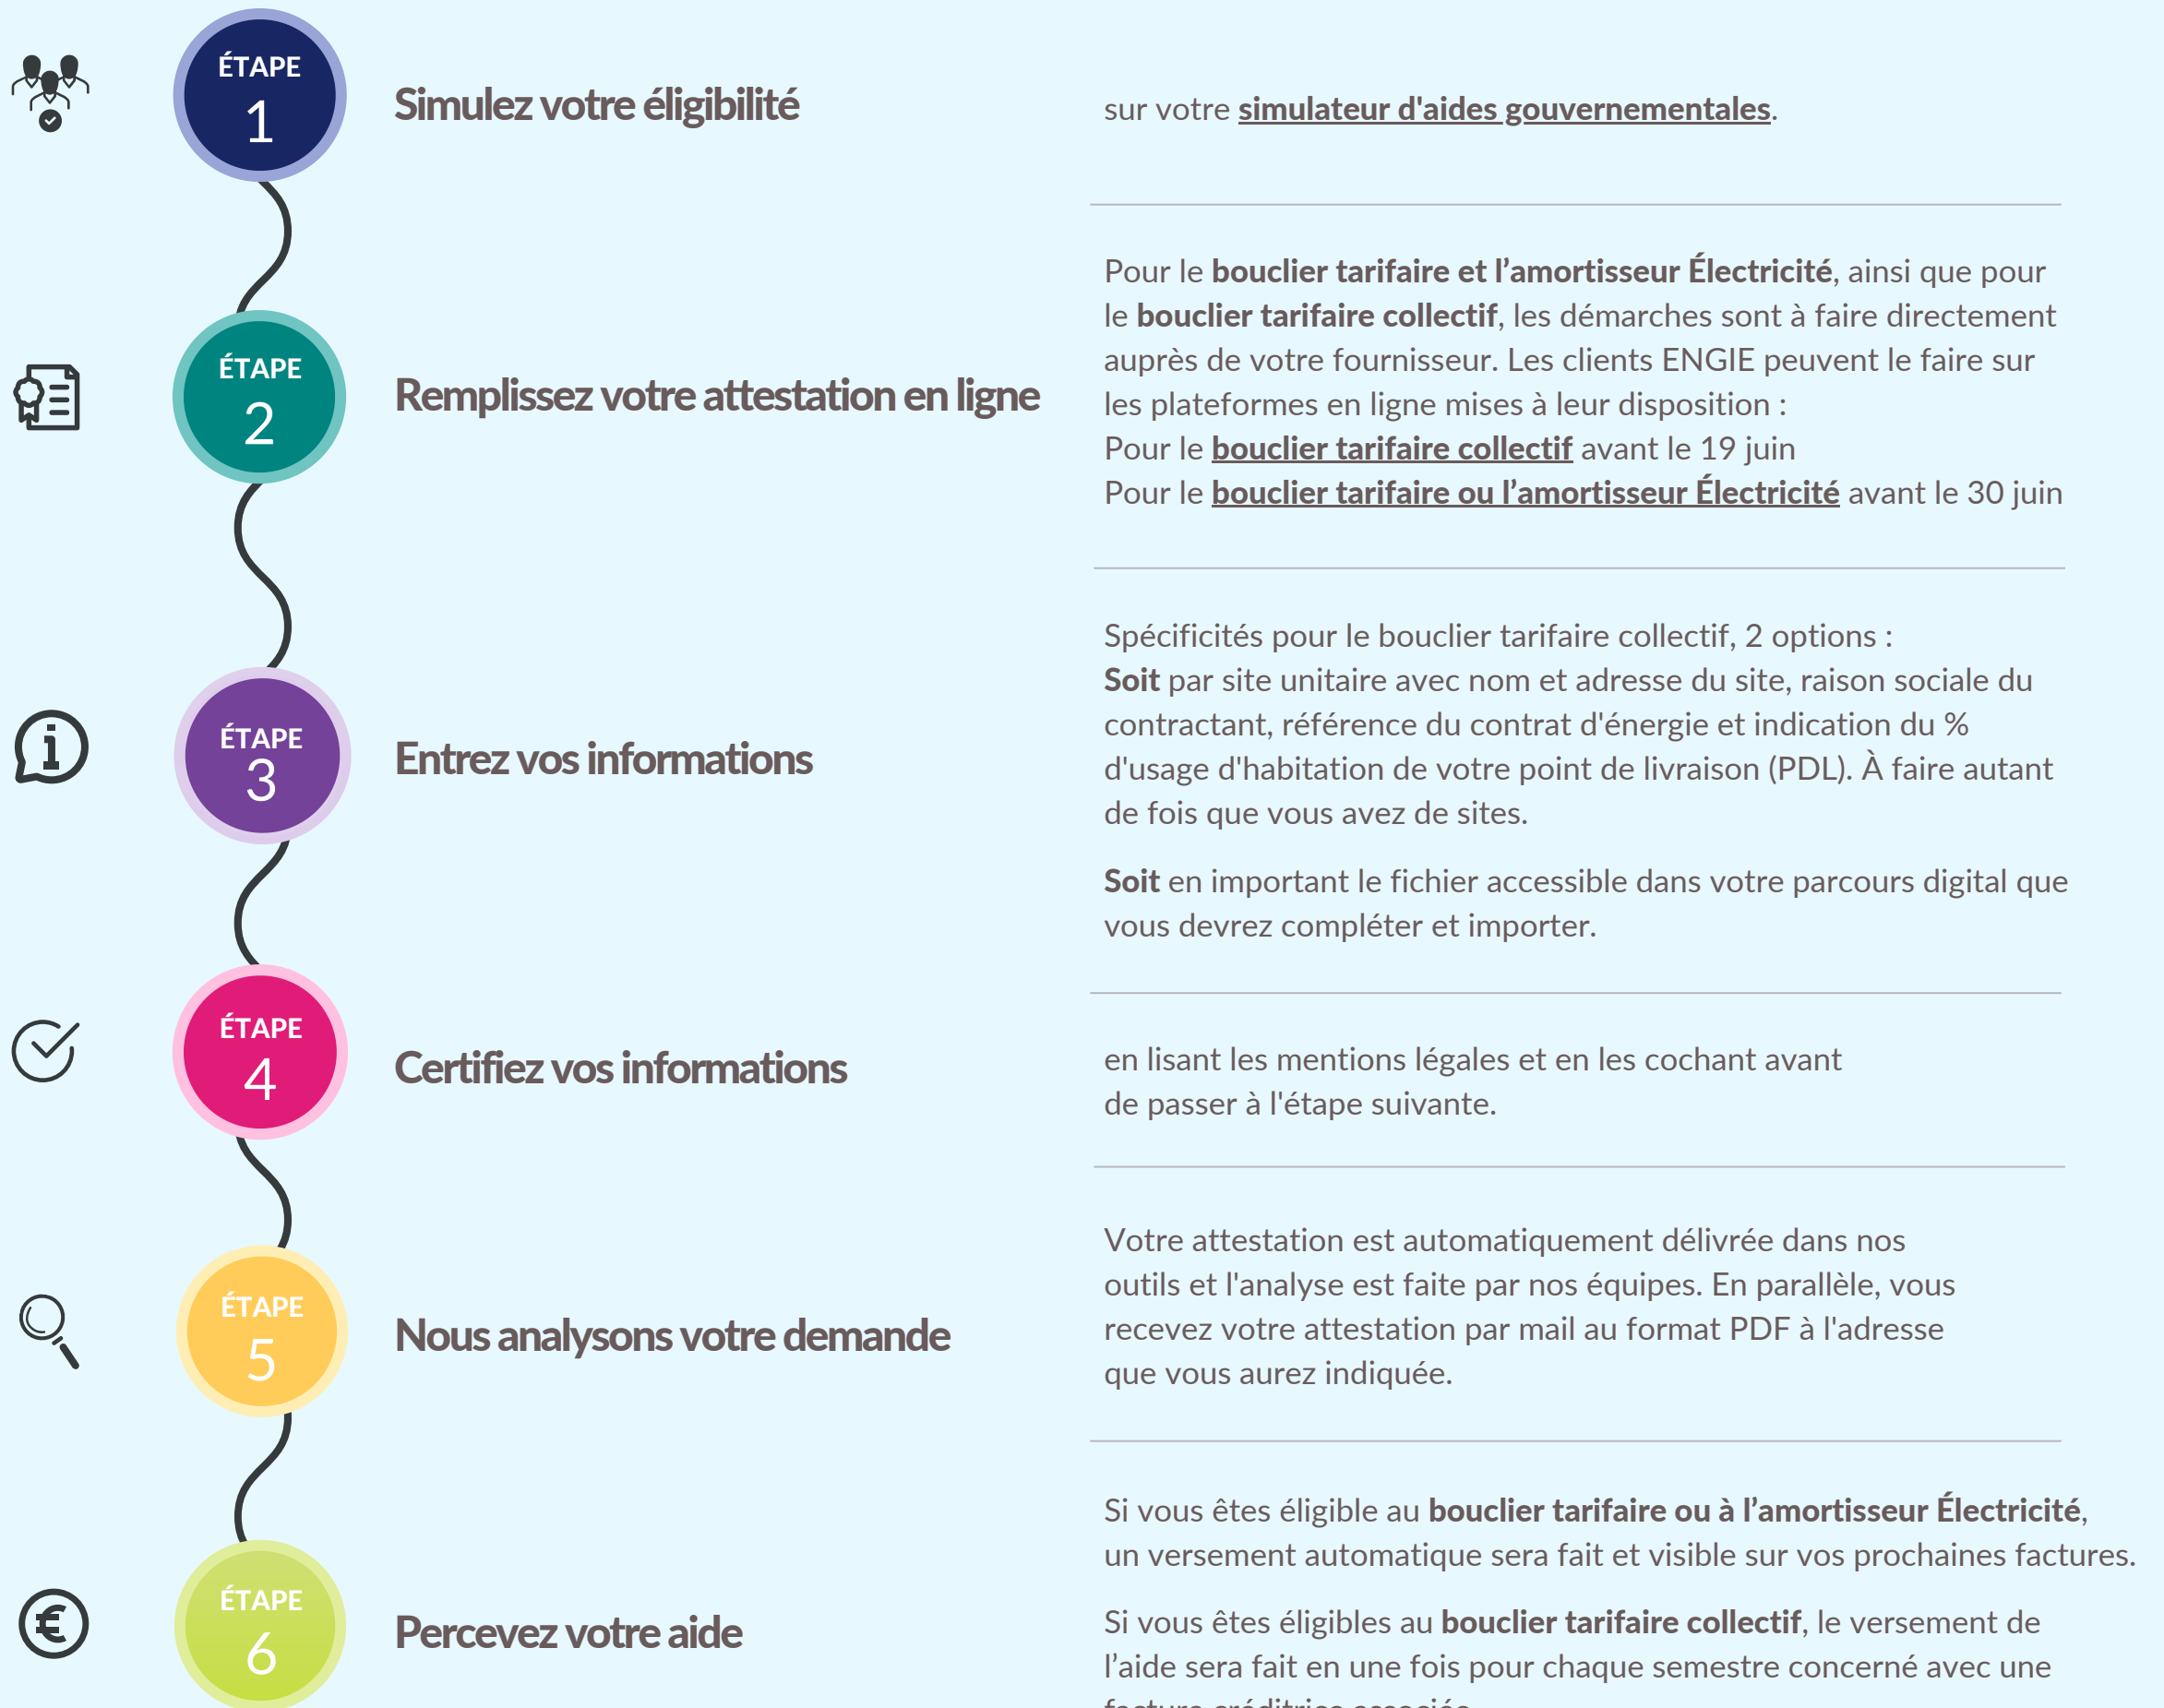 ÉTAPE
1
Simulez votre éligibilité
sur votre simulateur d'aides gouvernementales.
ÉTAPE
2
Remplissez votre attestation en ligne
Pour le bouclier tarifaire et l’amortisseur Électricité, ainsi que pour
le bouclier tarifaire collectif, les démarches sont à faire directement
auprès de votre fournisseur. Les clients ENGIE peuvent le faire sur
les plateformes en ligne mises à leur disposition :
Pour le bouclier tarifaire collectif avant le 19 juin
Pour le bouclier tarifaire ou l’amortisseur Électricité avant le 30 juin
ÉTAPE
3
Entrez vos informations
Spécificités pour le bouclier tarifaire collectif, 2 options :
Soit par site unitaire avec nom et adresse du site, raison sociale du
contractant, référence du contrat d'énergie et indication du %
d'usage d'habitation de votre point de livraison (PDL). À faire autant
de fois que vous avez de sites.
Soit en important le fichier accessible dans votre parcours digital que
vous devrez compléter et importer.
ÉTAPE
4
Certifiez vos informations
en lisant les mentions légales et en les cochant avant
de passer à l'étape suivante.
ÉTAPE
5
Nous analysons votre demande
Votre attestation est automatiquement délivrée dans nos
outils et l'analyse est faite par nos équipes. En parallèle, vous
recevez votre attestation par mail au format PDF à l'adresse
que vous aurez indiquée.
ÉTAPE
6
Percevez votre aide
Si vous êtes éligible au bouclier tarifaire ou à l’amortisseur Électricité,
un versement automatique sera fait et visible sur vos prochaines factures.
Si vous êtes éligibles au bouclier tarifaire collectif, le versement de
l’aide sera fait en une fois pour chaque semestre concerné avec une